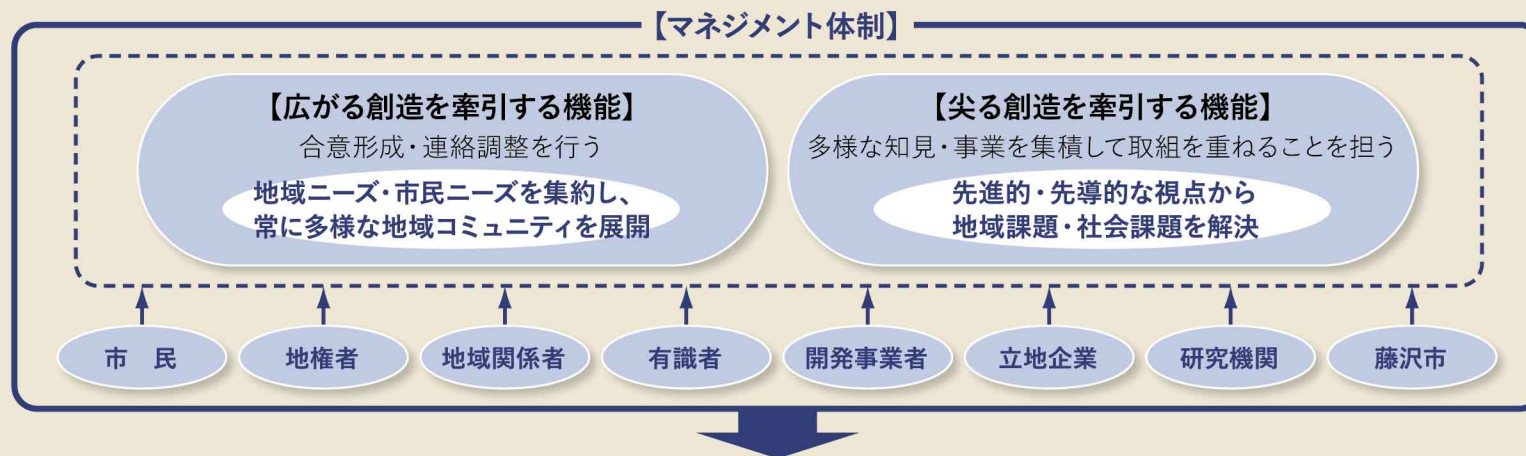 【マネジメント体制】
【広がる創造を牽引する機能】
合意形成・連絡調整を行う
地域ニーズ・市民ニーズを集約し、
常に多様な地域コミュニティを展開
【尖る創造を牽引する機能】
多様な知見・事業を集積して取組を重ねることを担う
先進的・先導的な視点から
地域課題・社会課題を解決
市　民
地権者
地域関係者
有識者
開発事業者
立地企業
研究機関
藤沢市